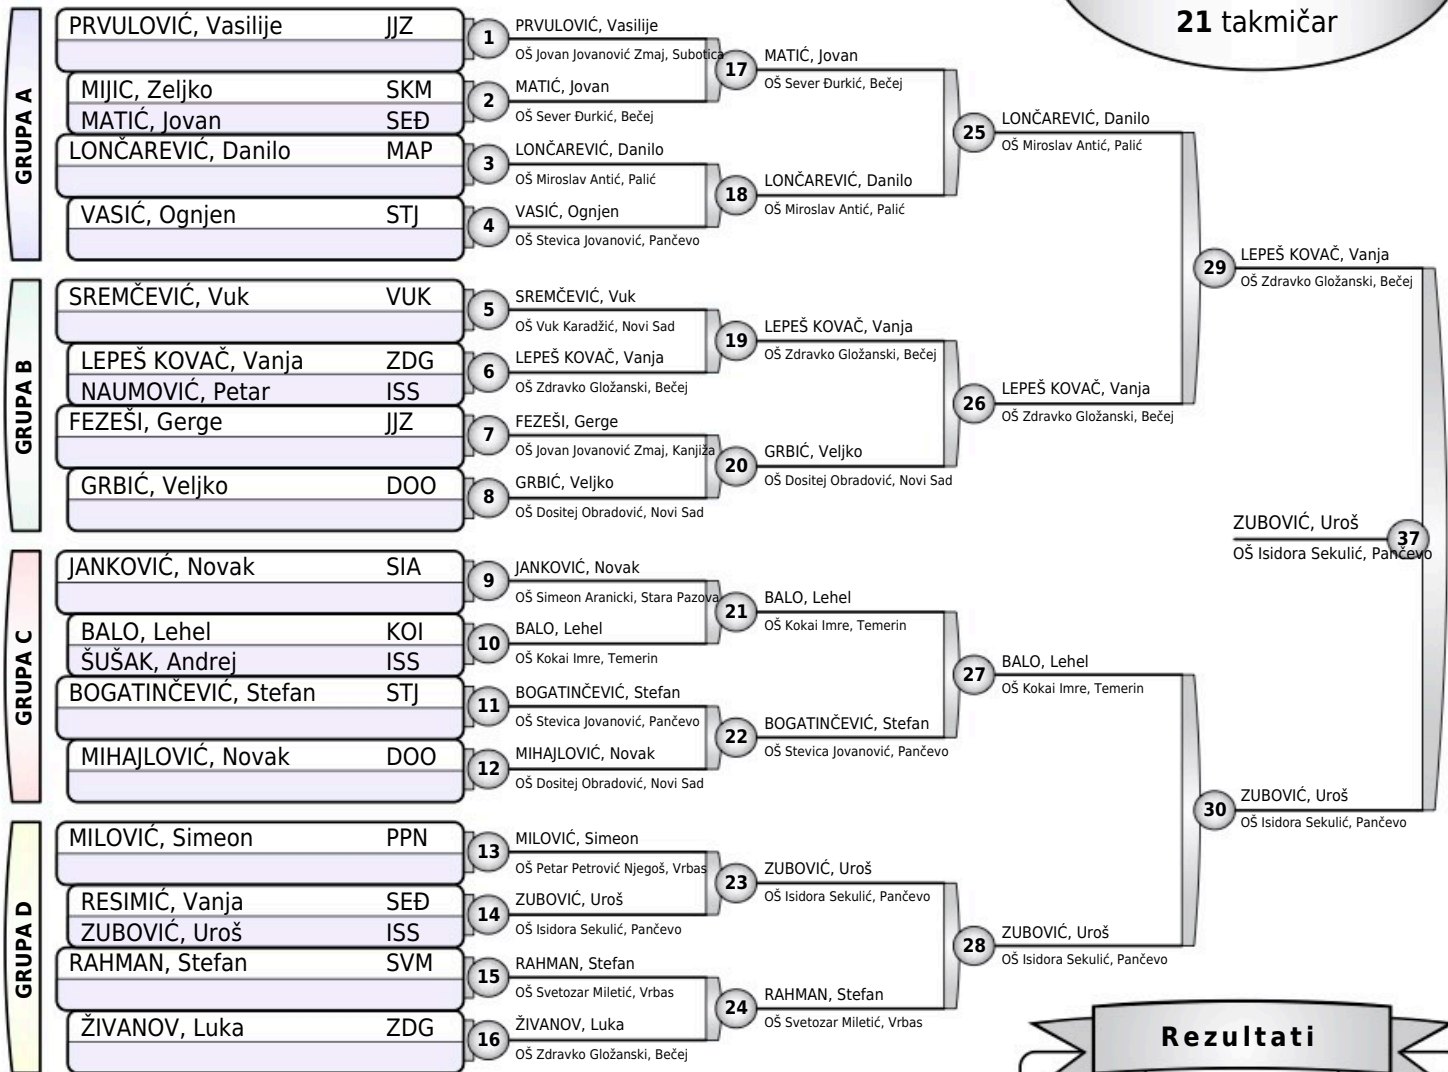 21 takmičar
GRUPA A
PRVULOVIĆ, Vasilije JJZ
MIJIC, Zeljko SKM
MATIĆ, Jovan SEĐ
LONČAREVIĆ, Danilo MAP
VASIĆ, Ognjen STJ
GRUPA B
SREMČEVIĆ, Vuk VUK
LEPEŠ KOVAČ, Vanja ZDG
NAUMOVIĆ, Petar ISS
FEZEŠI, Gerge JJZ
GRBIĆ, Veljko DOO
GRUPA C
JANKOVIĆ, Novak SIA
BALO, Lehel KOI
ŠUŠAK, Andrej ISS
BOGATINČEVIĆ, Stefan STJ
MIHAJLOVIĆ, Novak DOO
GRUPA D
MILOVIĆ, Simeon PPN
RESIMIĆ, Vanja SEĐ
ZUBOVIĆ, Uroš ISS
RAHMAN, Stefan SVM
ŽIVANOV, Luka ZDG
1 PRVULOVIĆ, Vasilije
OŠ Jovan Jovanović Zmaj, Subotica
2 MATIĆ, Jovan
OŠ Sever Đurkić, Bečej
3 LONČAREVIĆ, Danilo
OŠ Miroslav Antić, Palić
4 VASIĆ, Ognjen
OŠ Stevica Jovanović, Pančevo
5 SREMČEVIĆ, Vuk
OŠ Vuk Karadžić, Novi Sad
6 LEPEŠ KOVAČ, Vanja
OŠ Zdravko Gložanski, Bečej
7 FEZEŠI, Gerge
OŠ Jovan Jovanović Zmaj, Kanjiža
8 GRBIĆ, Veljko
OŠ Dositej Obradović, Novi Sad
9 JANKOVIĆ, Novak
OŠ Simeon Aranicki, Stara Pazova
10 BALO, Lehel
OŠ Kokai Imre, Temerin
11 BOGATINČEVIĆ, Stefan
OŠ Stevica Jovanović, Pančevo
12 MIHAJLOVIĆ, Novak
OŠ Dositej Obradović, Novi Sad
13 MILOVIĆ, Simeon
OŠ Petar Petrović Njegoš, Vrbas
14 ZUBOVIĆ, Uroš
OŠ Isidora Sekulić, Pančevo
15 RAHMAN, Stefan
OŠ Svetozar Miletić, Vrbas
16 ŽIVANOV, Luka
OŠ Zdravko Gložanski, Bečej
17 MATIĆ, Jovan
OŠ Sever Đurkić, Bečej
18 LONČAREVIĆ, Danilo
OŠ Miroslav Antić, Palić
19 LEPEŠ KOVAČ, Vanja
OŠ Zdravko Gložanski, Bečej
20 GRBIĆ, Veljko
OŠ Dositej Obradović, Novi Sad
21 BALO, Lehel
OŠ Kokai Imre, Temerin
22 BOGATINČEVIĆ, Stefan
OŠ Stevica Jovanović, Pančevo
23 ZUBOVIĆ, Uroš
OŠ Isidora Sekulić, Pančevo
24 RAHMAN, Stefan
OŠ Svetozar Miletić, Vrbas
25 LONČAREVIĆ, Danilo
OŠ Miroslav Antić, Palić
26 LEPEŠ KOVAČ, Vanja
OŠ Zdravko Gložanski, Bečej
27 BALO, Lehel
OŠ Kokai Imre, Temerin
28 ZUBOVIĆ, Uroš
OŠ Isidora Sekulić, Pančevo
29 LEPEŠ KOVAČ, Vanja
OŠ Zdravko Gložanski, Bečej
30 ZUBOVIĆ, Uroš
OŠ Isidora Sekulić, Pančevo
ZUBOVIĆ, Uroš 37
OŠ Isidora Sekulić, Pančevo
Rezultati